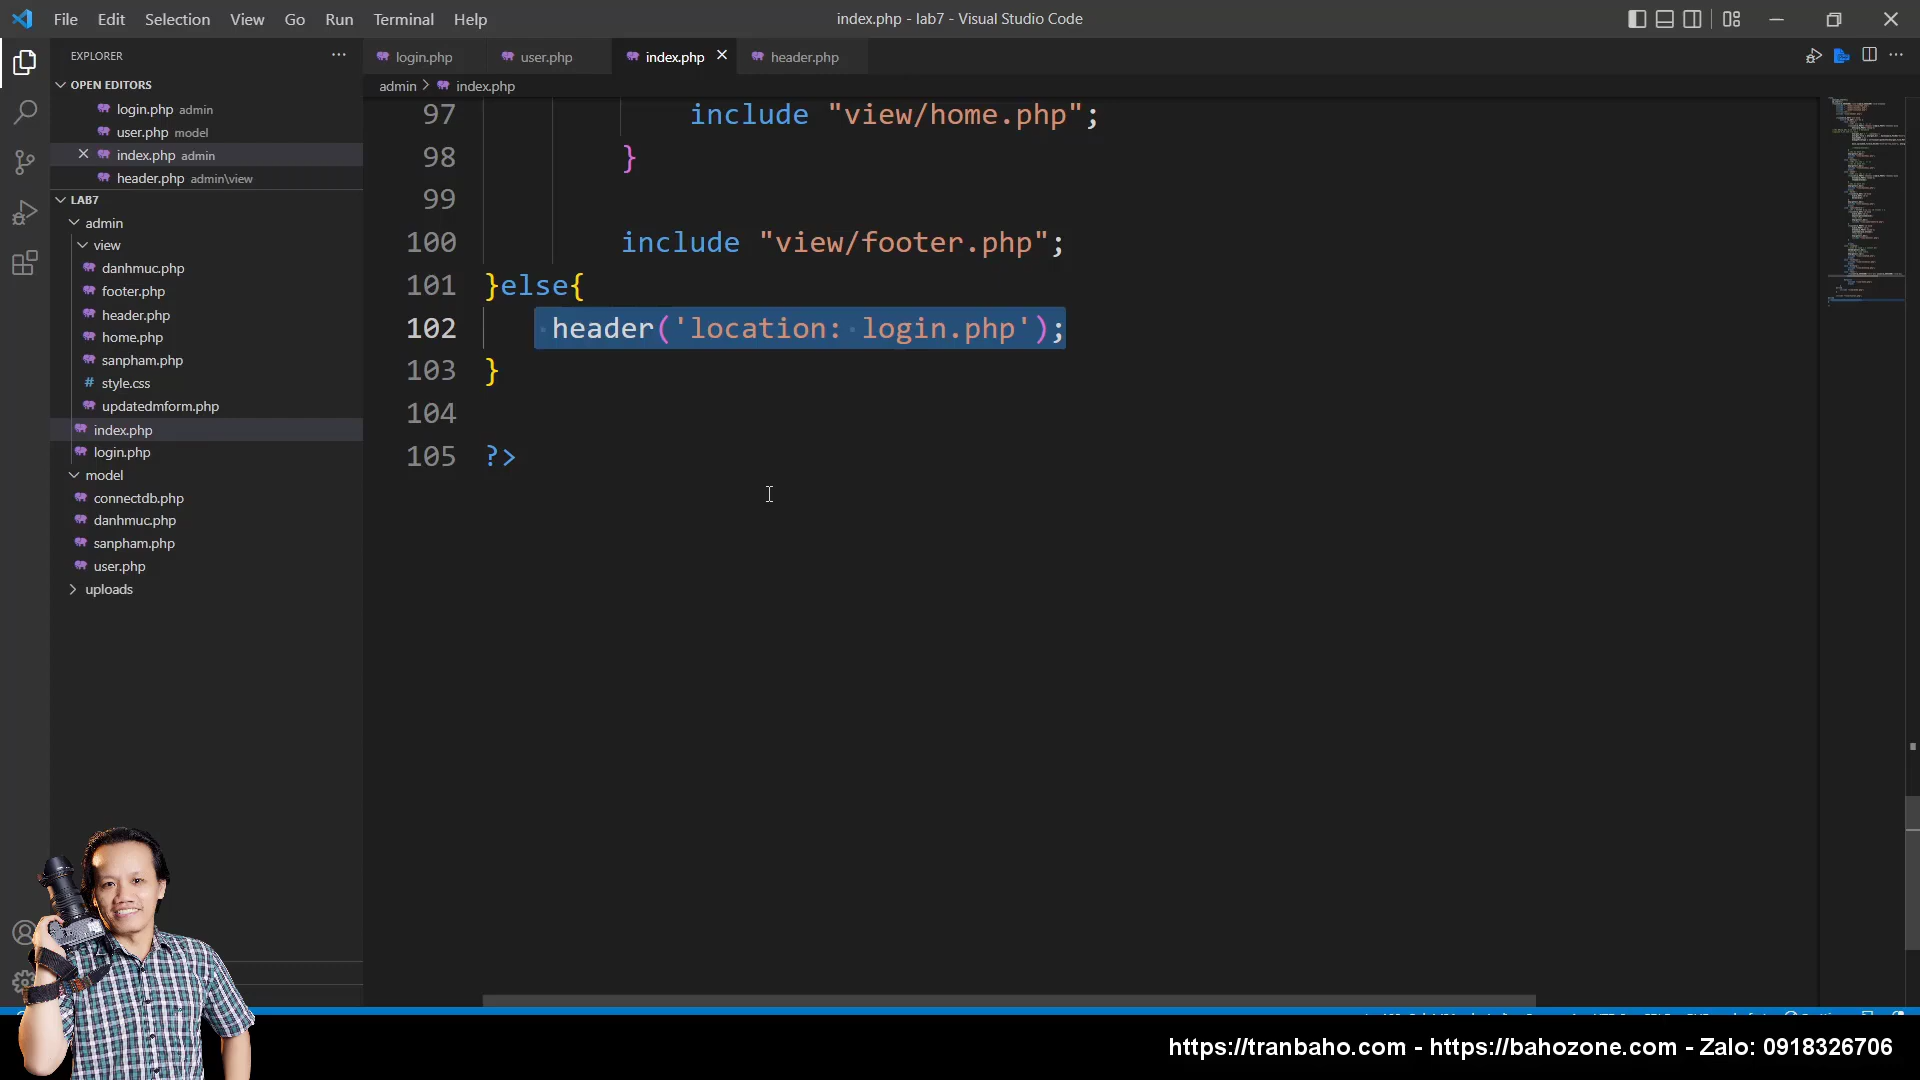 File Edit Selection View Go Run Terminal Help
index.php - lab7 - Visual Studio Code
EXPLORER
OPEN EDITORS
login.php admin
user.php model
index.php admin
header.php admin\view
LAB7
admin
view
danhmuc.php
footer.php
header.php
home.php
sanpham.php
style.css
updatedmform.php
index.php
login.php
model
connectdb.php
danhmuc.php
sanpham.php
user.php
uploads
login.php
user.php
index.php
header.php
admin > index.php
97 include "view/home.php";
98 }
99
100 include "view/footer.php";
101 }else{
102 header('location: login.php');
103 }
104
105 ?>
https://tranbaho.com - https://bahozone.com - Zalo: 0918326706